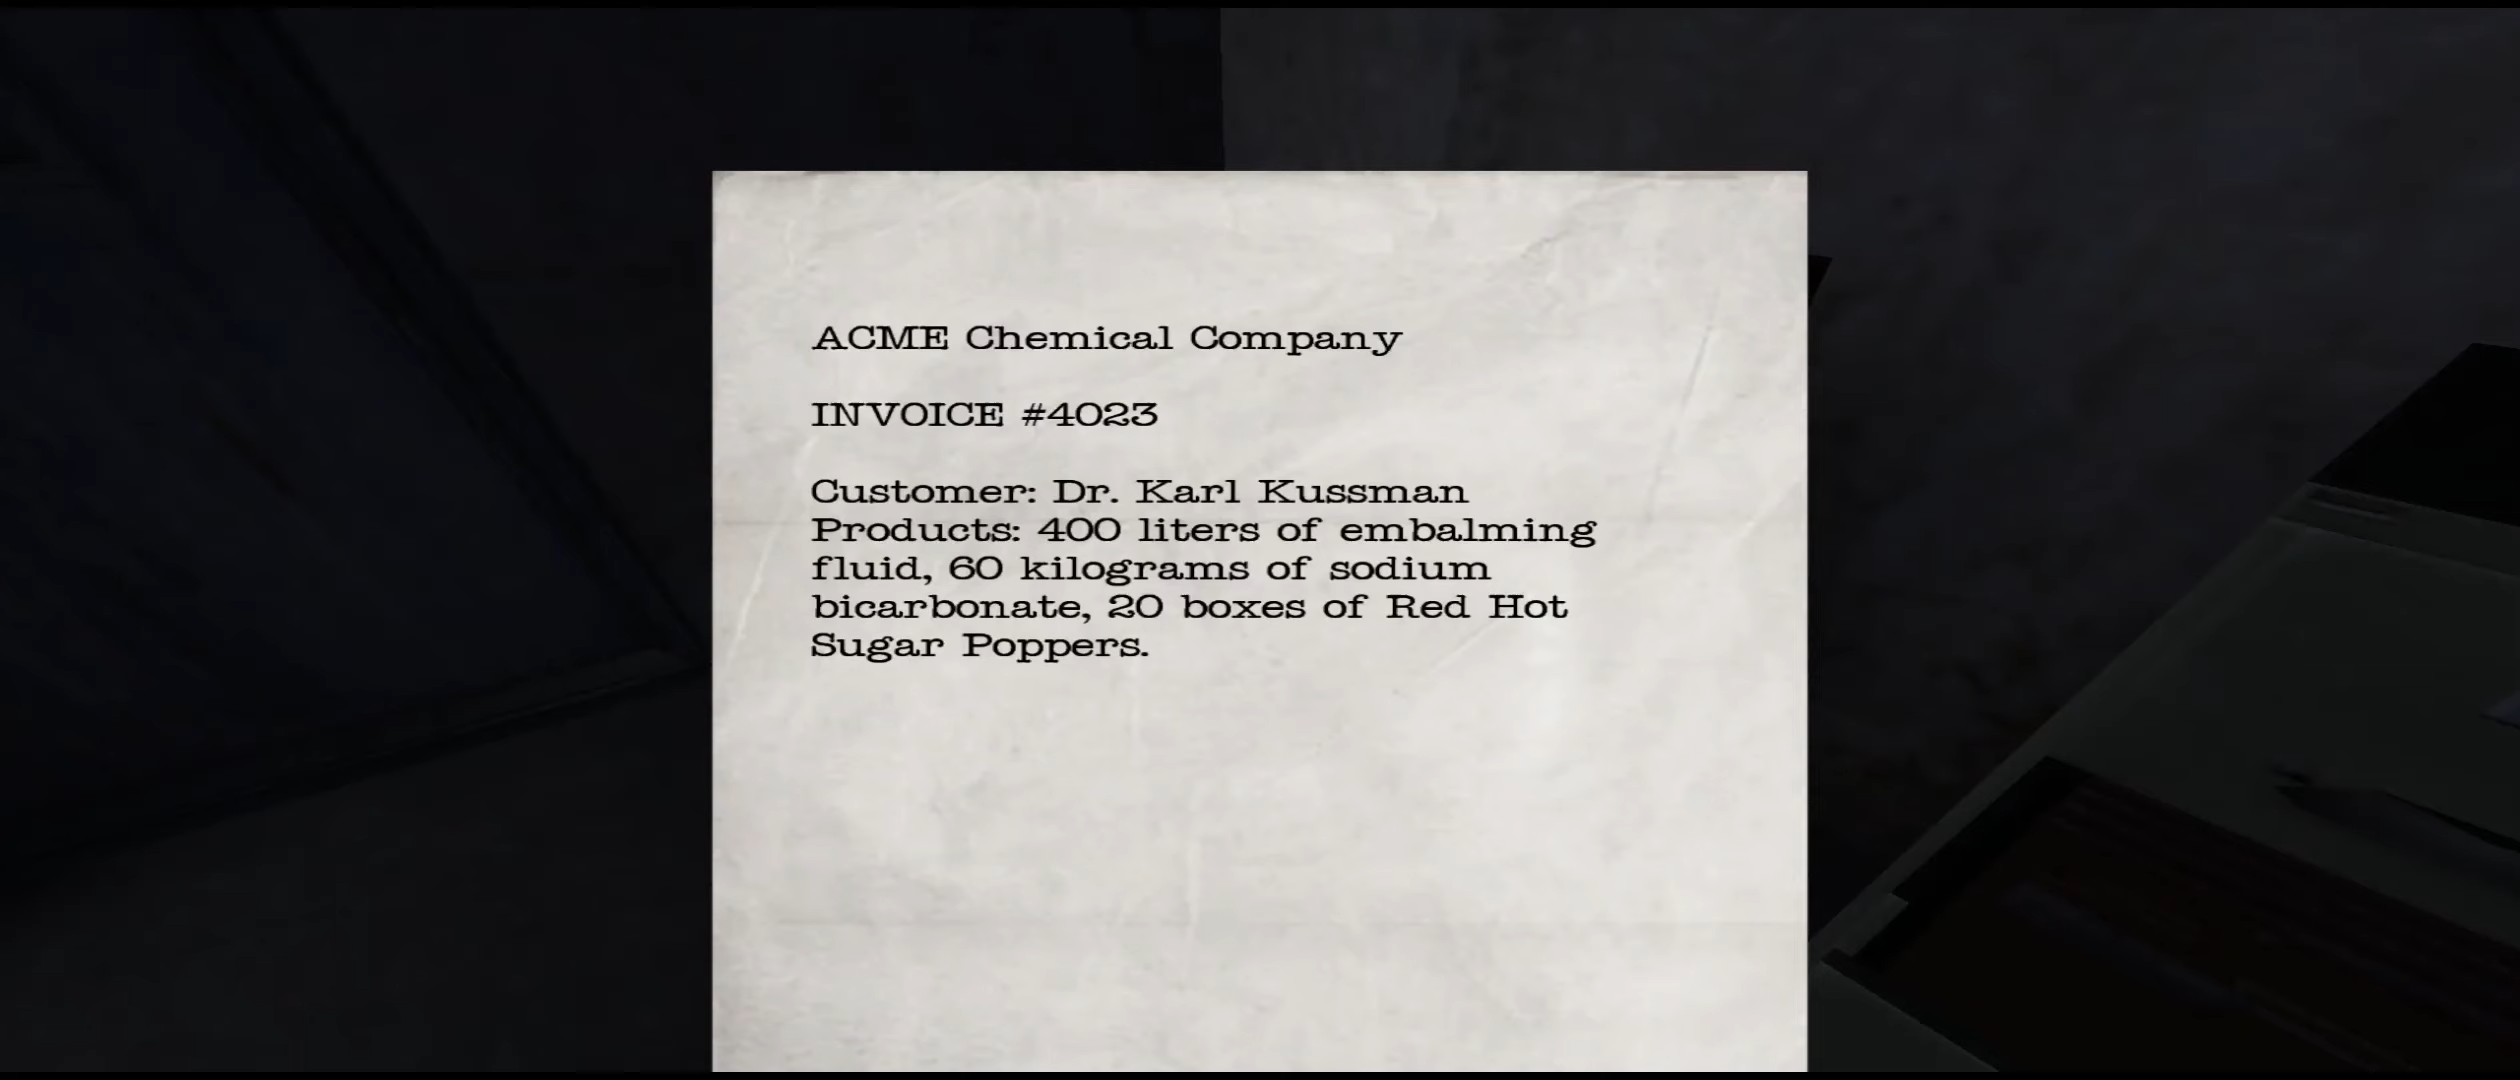 ACME Chemical Company
INVOICE #4023
Customer: Dr. Karl Kussman
Products: 400 liters of embalming
fluid, 60 kilograms of sodium
bicarbonate, 20 boxes of Red Hot
Sugar Poppers.